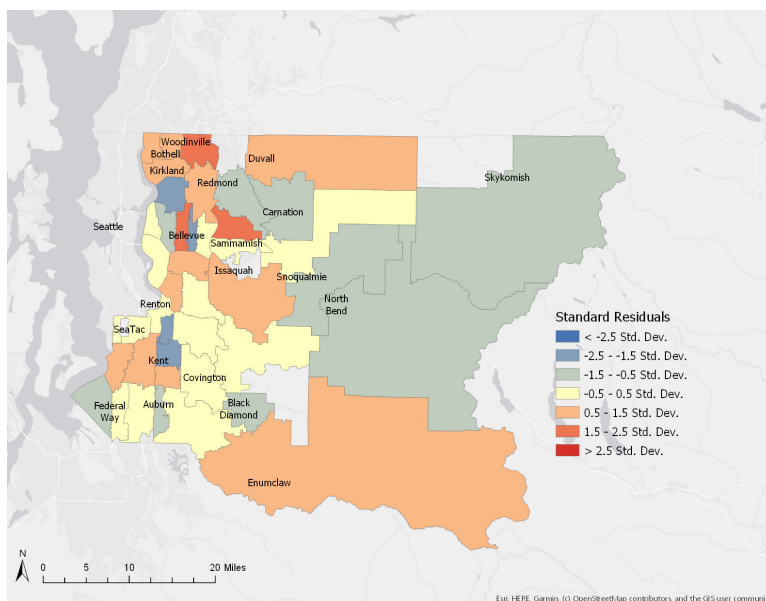 Woodinville
Bothell
Duvall
Kirkland
Redmond
Skykomish
Carnation
Seattle
Bellevue
Sammamish
Issaquah
Snoqualmie
Renton
North
Bend
SeaTac
Kent
Covington
Federal
Way
Auburn
Black
Diamond
Enumclaw
Standard Residuals
< -2.5 Std. Dev.
-2.5 - -1.5 Std. Dev.
-1.5 - -0.5 Std. Dev.
-0.5 - 0.5 Std. Dev.
0.5 - 1.5 Std. Dev.
1.5 - 2.5 Std. Dev.
> 2.5 Std. Dev.
N
0 5 10 20 Miles
Esri, HERE, Garmin, (c) OpenStreetMap contributors, and the GIS user communi